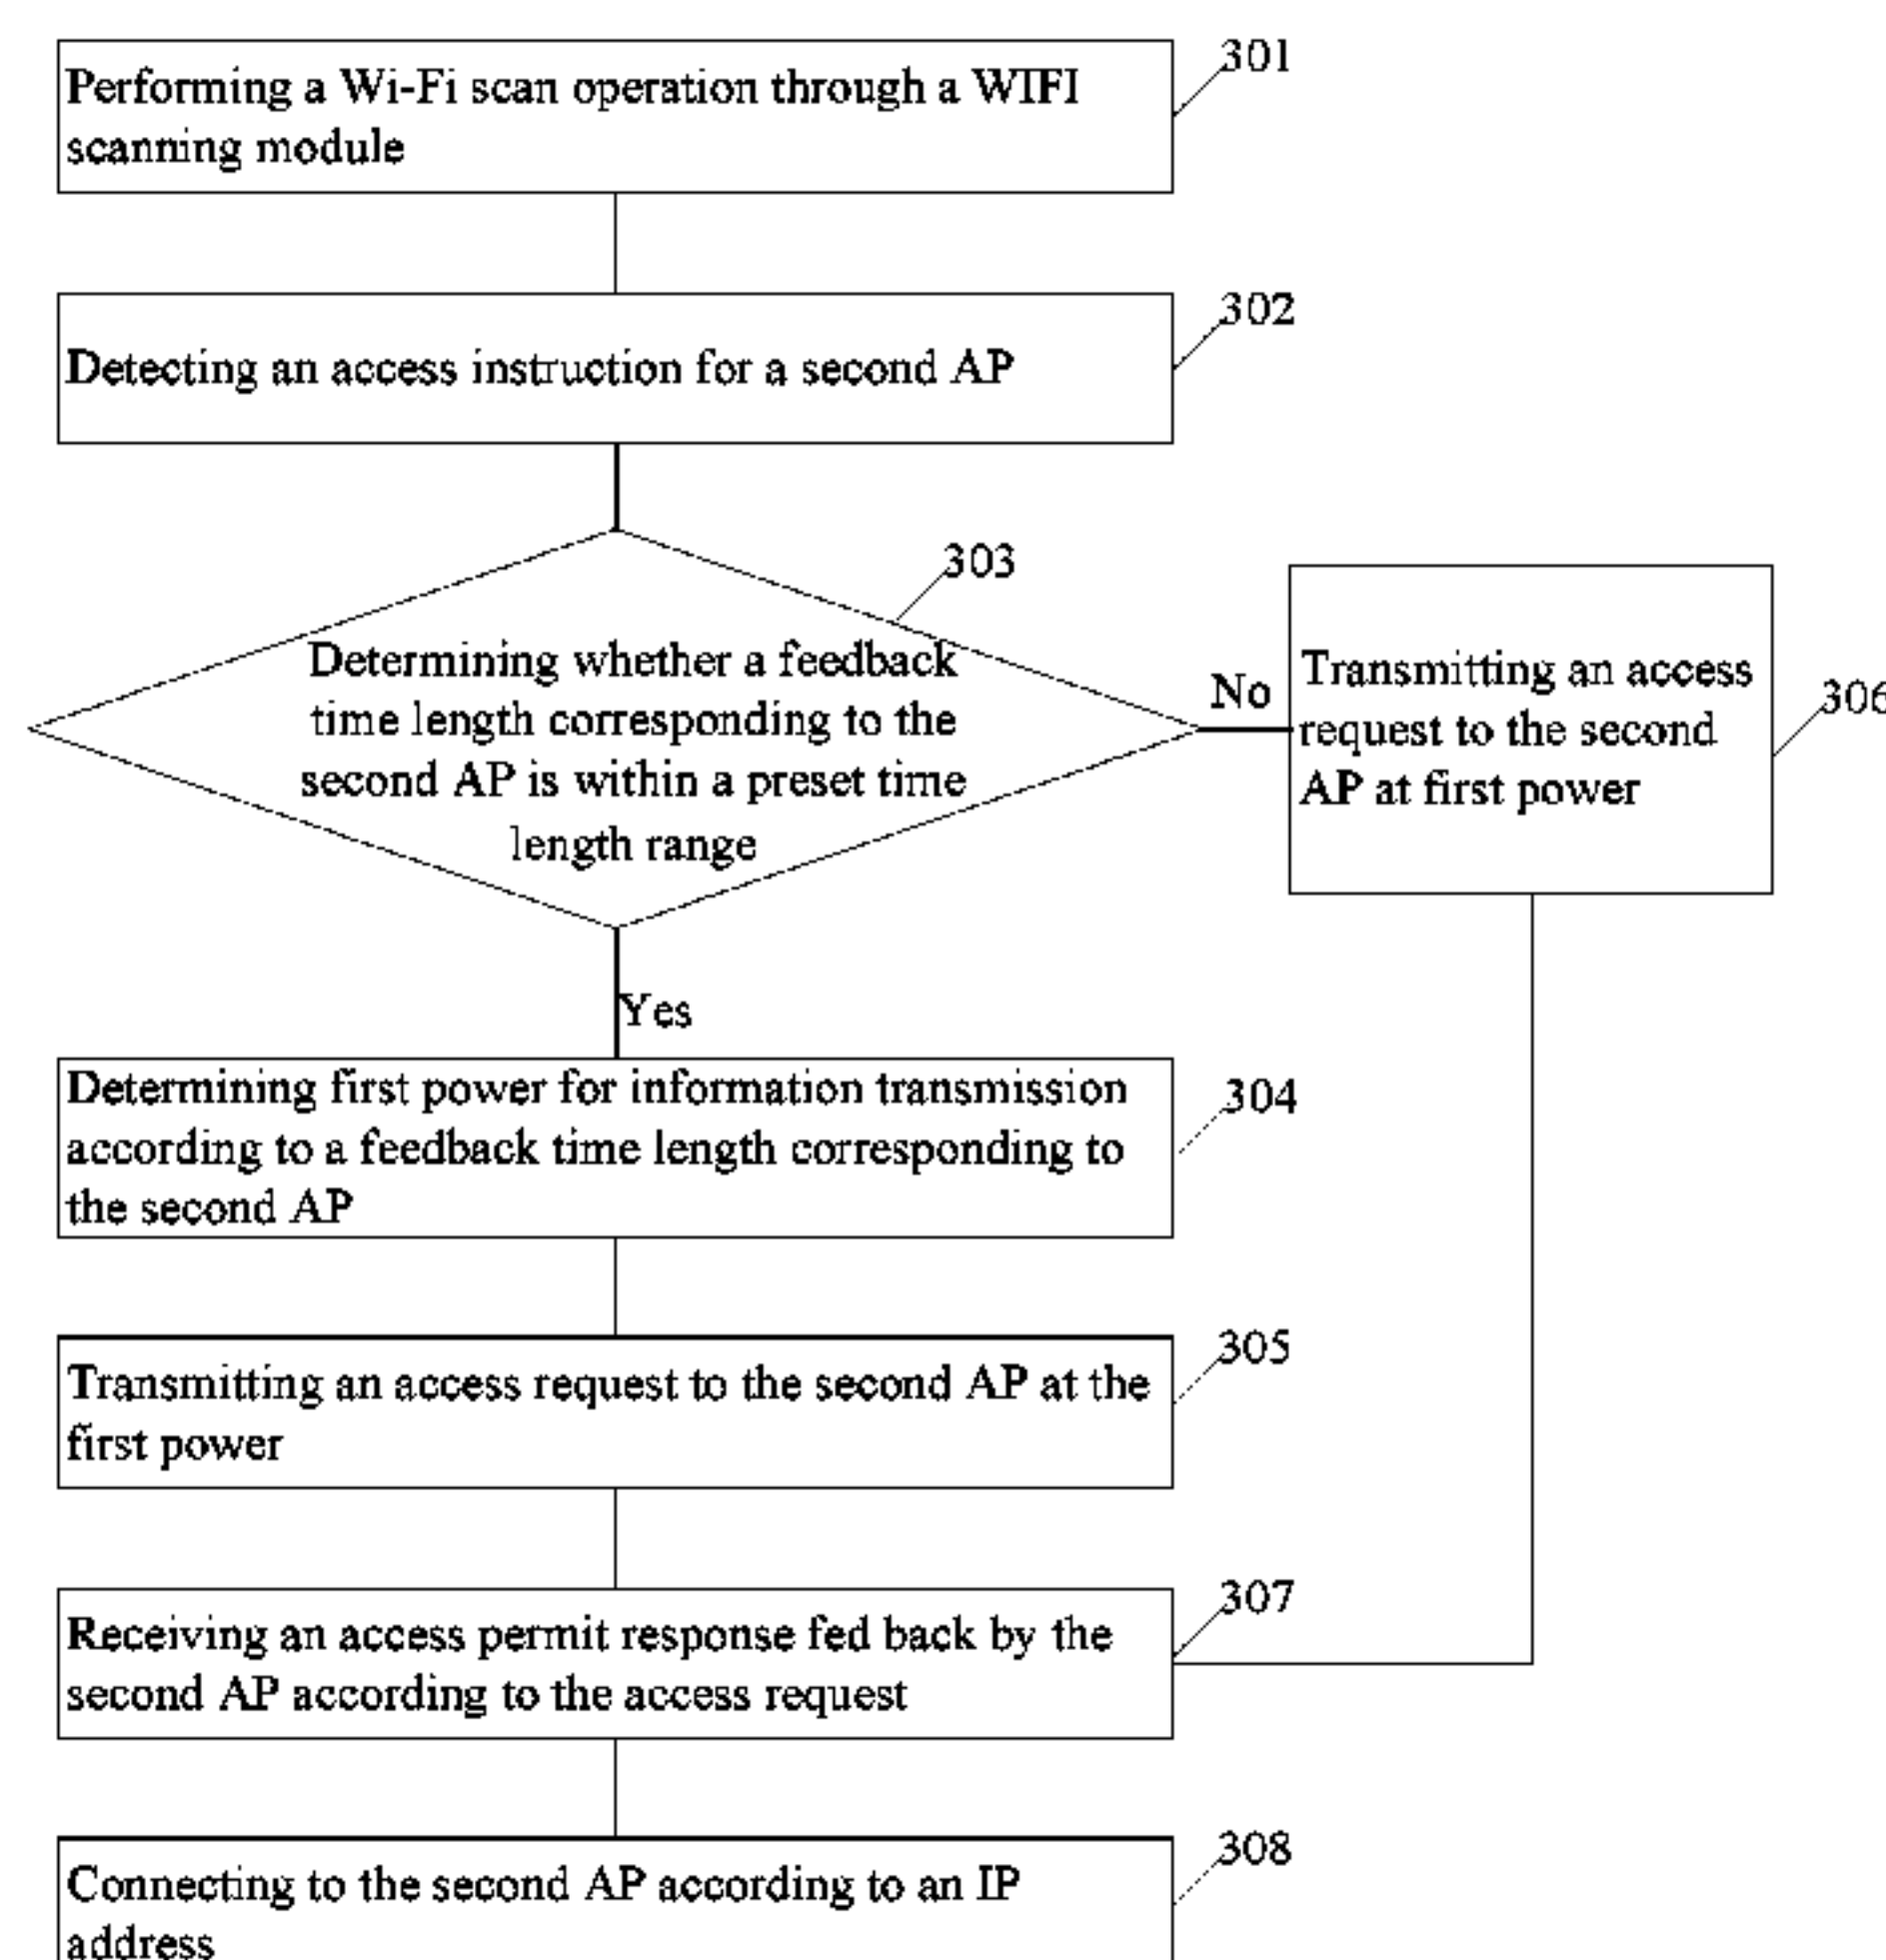 301
Performing a Wi-Fi scan operation through a WIFI
scanning module
302
Detecting an access instruction for a second AP
303
Determining whether a feedback
time length corresponding to the
second AP is within a preset time
length range
No
Transmitting an access
request to the second
AP at first power
306
Yes
Determining first power for information transmission
according to a feedback time length corresponding to
the second AP
304
Transmitting an access request to the second AP at the
first power
305
Receiving an access permit response fed back by the
second AP according to the access request
307
Connecting to the second AP according to an IP
address
308